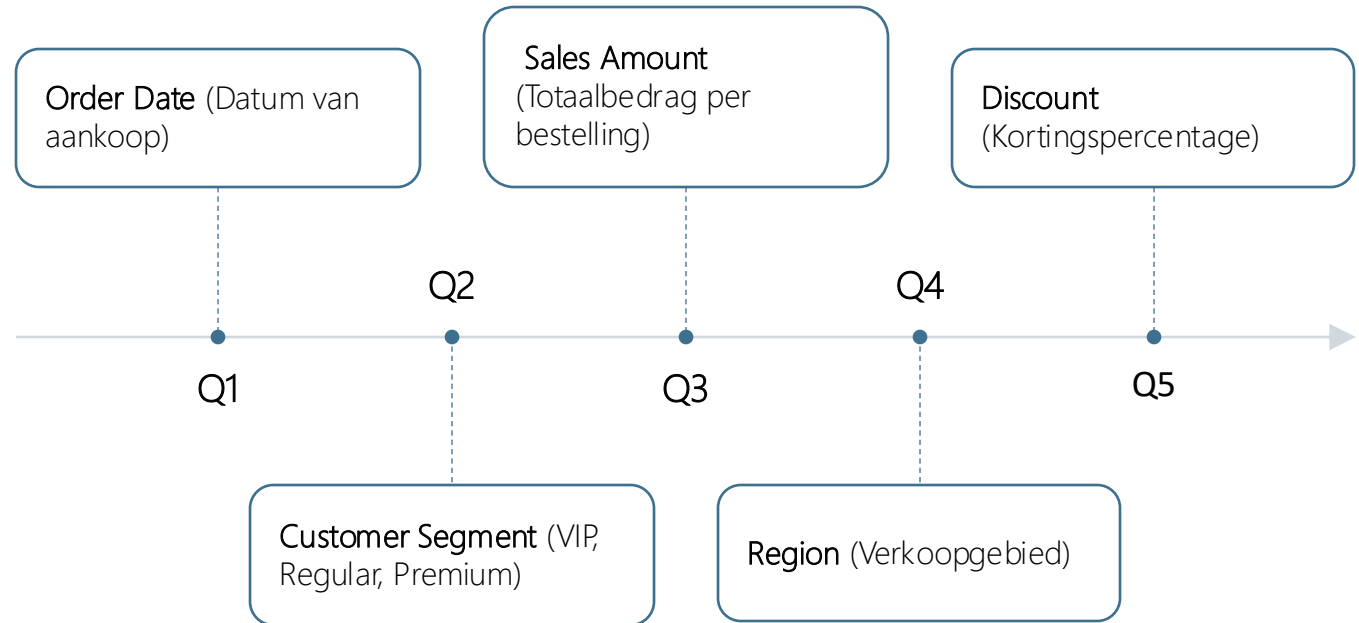 Order Date (Datum van
aankoop)
Sales Amount
(Totaalbedrag per
bestelling)
Discount
(Kortingspercentage)
Q2
Q4
Q1
Q3
Q5
Customer Segment (VIP,
Regular, Premium)
Region (Verkoopgebied)